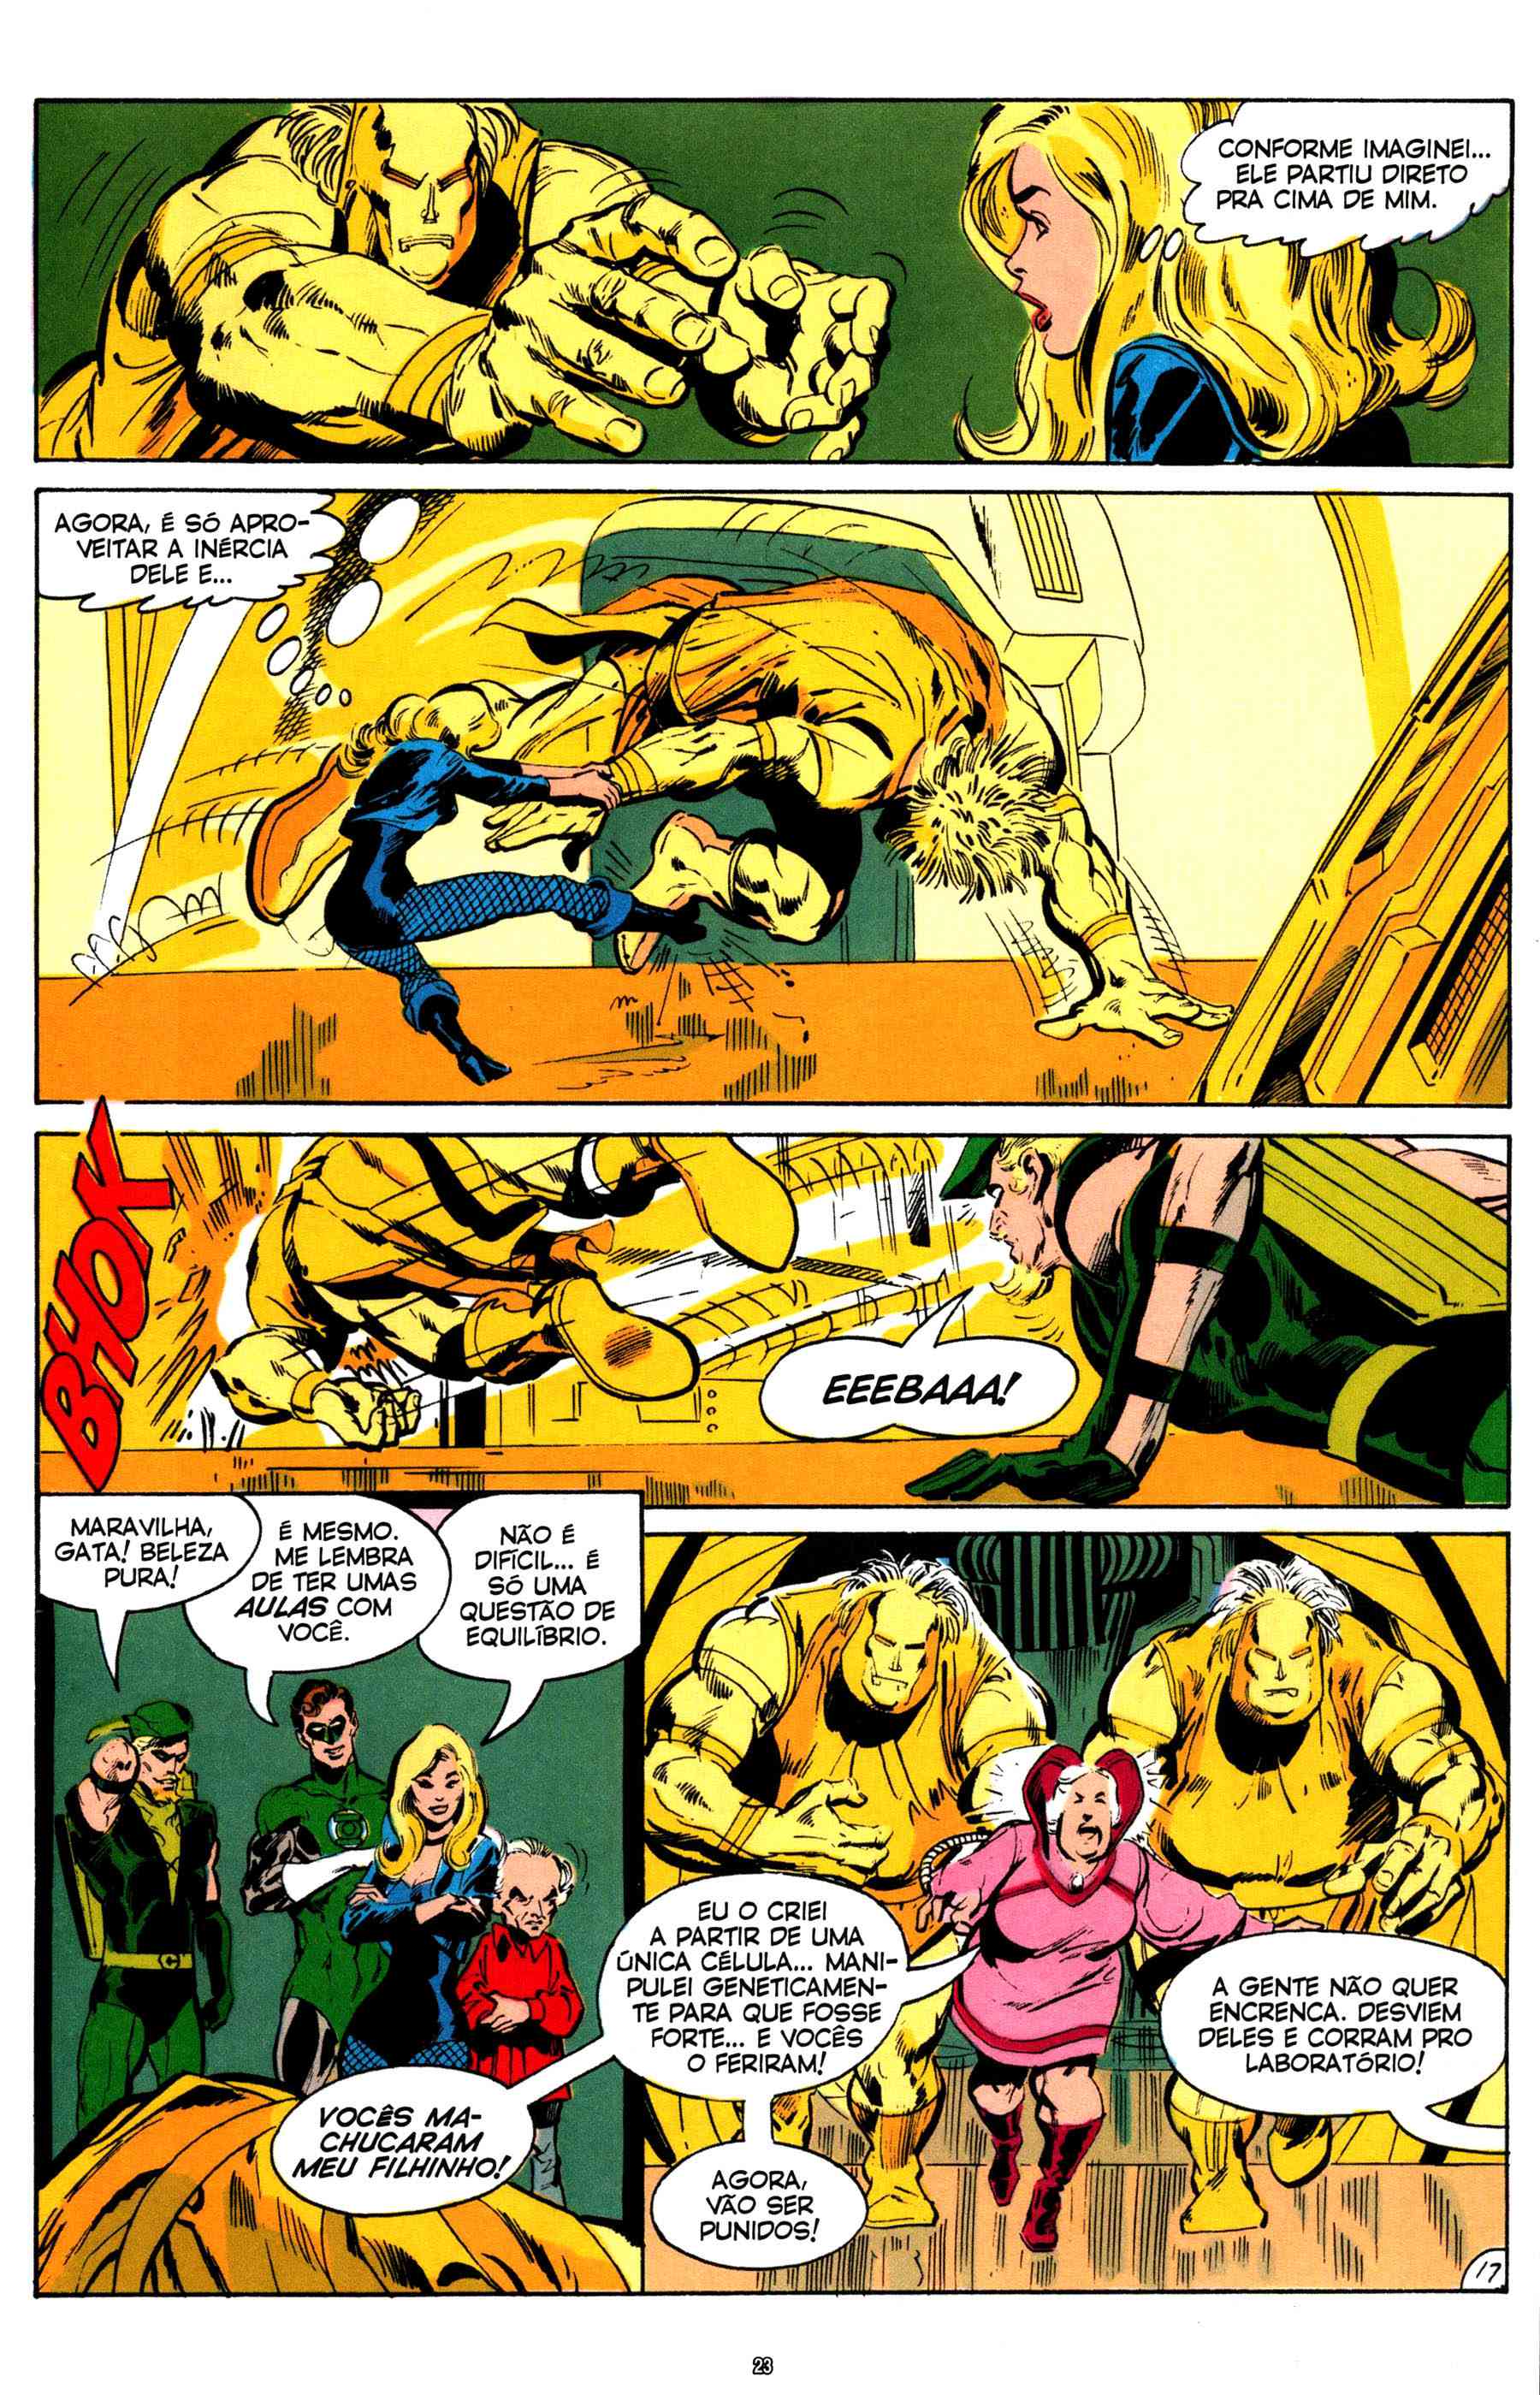 CONFORME IMAGINEI...
ELE PARTIU DIRETO
PRA CIMA DE MIM.
AGORA, É SÓ APRO-
VEITAR A INÉRCIA
DELE E...
BHOK
EEEBAAA!
MARAVILHA,
GATA! BELEZA
PURA!
É MESMO.
ME LEMBRA
DE TER UMAS
AULAS COM
VOCÊ.
NÃO É
DIFÍCIL... É
SÓ UMA
QUESTÃO DE
EQUILÍBRIO.
VOCÊS MA-
CHUCARAM
MEU FILHINHO!
EU O CRIEI
A PARTIR DE UMA
ÚNICA CÉLULA... MANI-
PULEI GENETICAMEN-
TE PARA QUE FOSSE
FORTE... E VOCÊS
O FERIRAM!
AGORA,
VÃO SER
PUNIDOS!
A GENTE NÃO QUER
ENCRENCA. DESVIEM
DELES E CORRAM PRO
LABORATÓRIO!
17
23